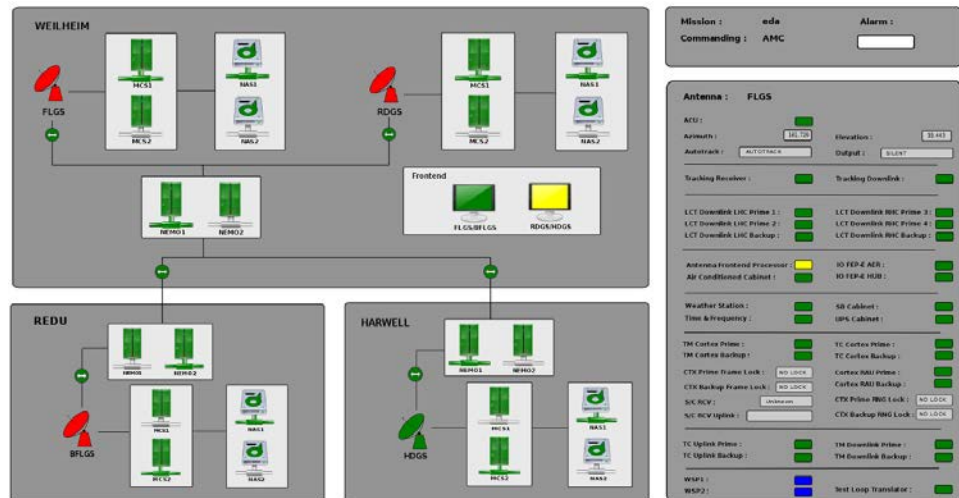 WEILHEIM
MCS1
NAS1
FLGS
MCS2
NAS2
MCS1
NAS1
RDGS
MCS2
NAS2
NEMO1
NEMO2
Frontend
FLGS/BFLGS
RDGS/HDGS
REDU
NEMO1
NEMO2
MCS1
NAS1
BFLGS
MCS2
NAS2
HARWELL
NEMO1
NEMO2
MCS1
NAS1
HDGS
MCS2
NAS2
Mission : eda Alarm :
Commanding : AMC
Antenna : FLGS
ACU :
Azimuth : Elevation :
Autotrack : AUTOTRACK Output : SILENT
Tracking Receiver : Tracking Downlink :
LCT Downlink LHC Prime 1 : LCT Downlink RHC Prime 3 :
LCT Downlink LHC Prime 2 : LCT Downlink RHC Prime 4 :
LCT Downlink LHC Backup : LCT Downlink RHC Backup :
Antenna Frontend Processor : IO FEP-E AER :
Air Conditioned Cabinet : IO FEP-E HUB :
Weather Station : SB Cabinet :
Time & Frequency : UPS Cabinet :
TM Cortex Prime : TC Cortex Prime :
TM Cortex Backup : TC Cortex Backup :
CTX Prime Frame Lock : NO LOCK Cortex RAU Prime :
CTX Backup Frame Lock : NO LOCK Cortex RAU Backup :
S/C RCV : Unknown CTX Prime RNG Lock : NO LOCK
S/C RCV Uplink : CTX Backup RNG Lock : NO LOCK
TC Uplink Prime : TM Downlink Prime :
TC Uplink Backup : TM Downlink Backup :
WSP1 :
WSP2 : Test Loop Translator :